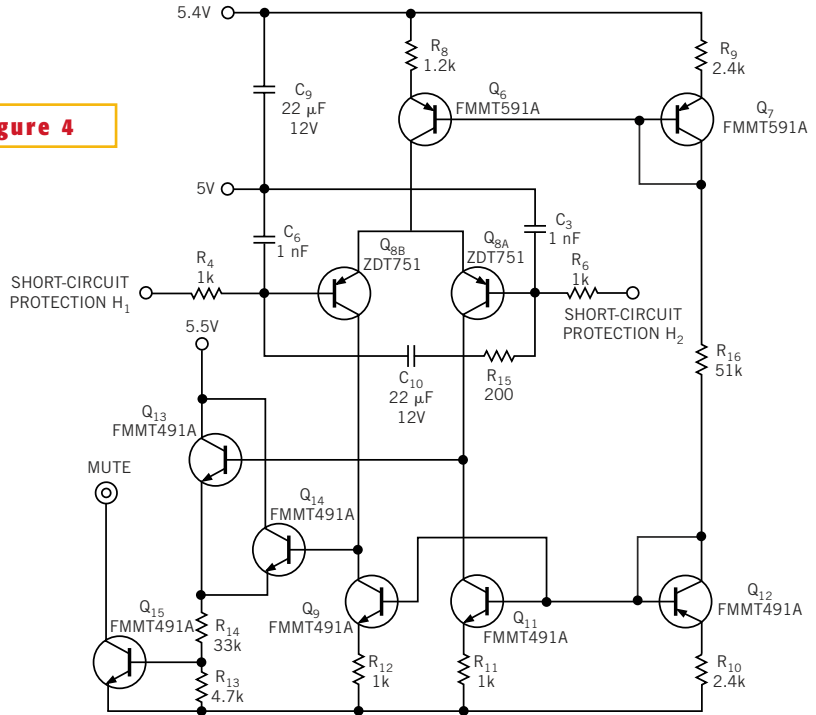 5.4V
R8
1.2k
R9
2.4k
C9
22 µF
12V
Q6
FMMT591A
Q7
FMMT591A
gure 4
5V
C6
1 nF
C3
1 nF
Q8B
ZDT751
Q8A
ZDT751
R4
1k
R6
1k
SHORT-CIRCUIT
PROTECTION H1
SHORT-CIRCUIT
PROTECTION H2
5.5V
C10
22 µF
12V
R15
200
R16
51k
Q13
FMMT491A
MUTE
Q14
FMMT491A
Q15
FMMT491A
R14
33k
Q9
FMMT491A
Q11
FMMT491A
Q12
FMMT491A
R13
4.7k
R12
1k
R11
1k
R10
2.4k